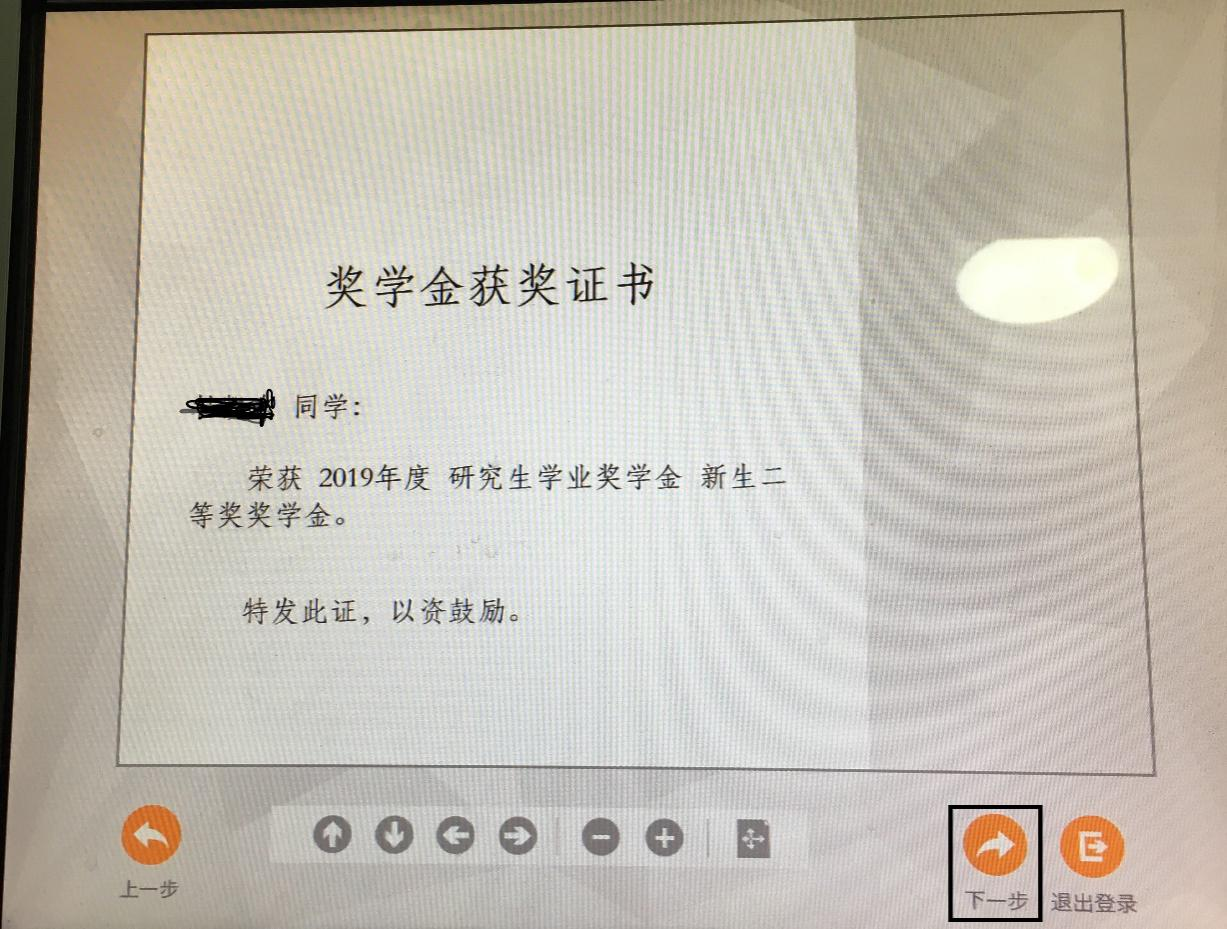 奖学金获奖证书
同学：
荣获 2019年度 研究生学业奖学金 新生二
等奖奖学金。
特发此证，以资鼓励。
上一步
下一步
退出登录